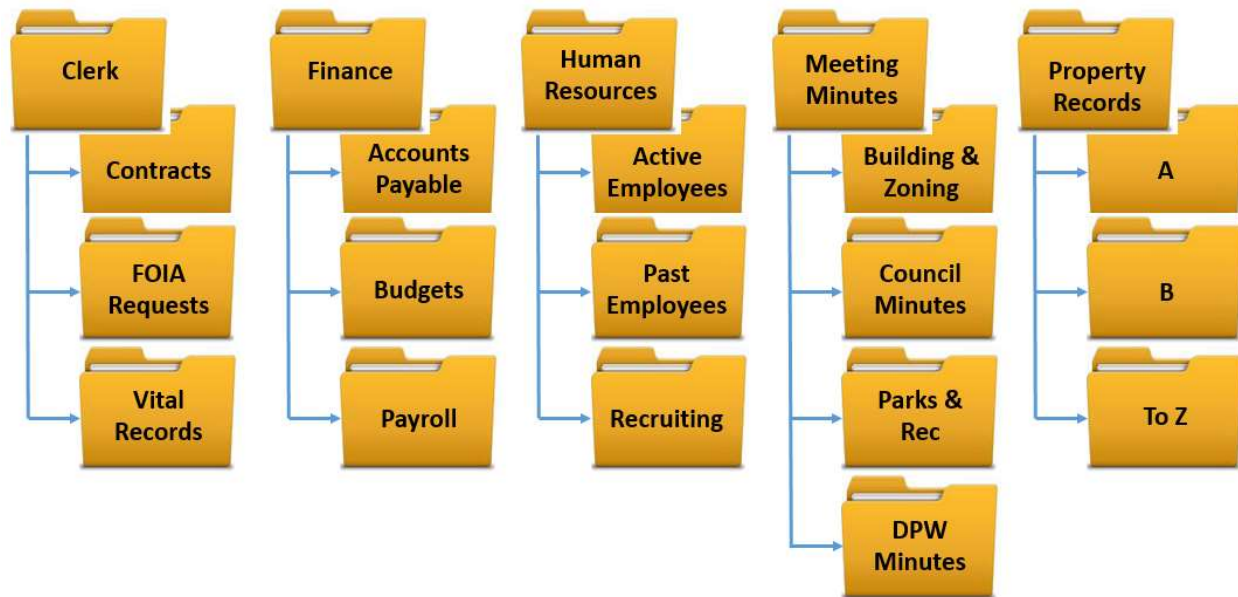 Clerk
Contracts
FOIA
Requests
Vital
Records
Finance
Accounts
Payable
Budgets
Payroll
Human
Resources
Active
Employees
Past
Employees
Recruiting
Meeting
Minutes
Building &
Zoning
Council
Minutes
Parks &
Rec
DPW
Minutes
Property
Records
A
B
To Z